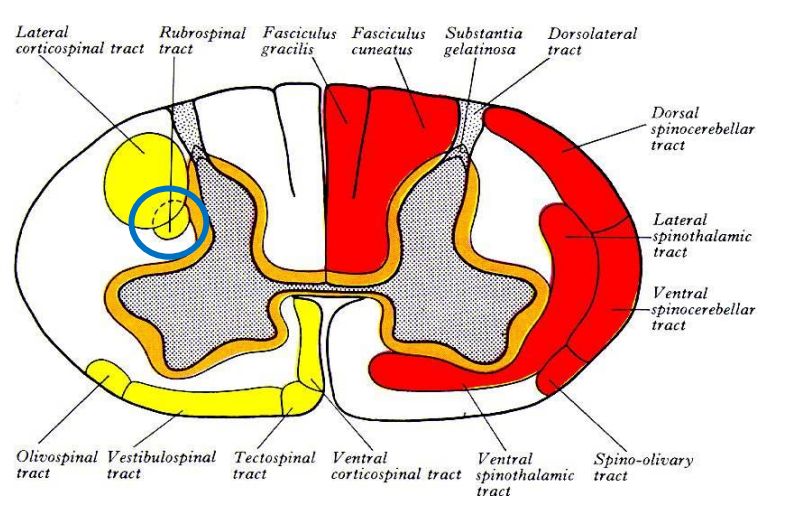 Lateral
corticospinal tract
Rubrospinal
tract
Fasciculus
gracilis
Fasciculus
cuneatus
Substantia
gelatinosa
Dorsolateral
tract
Dorsal
spinocerebellar
tract
Lateral
spinothalamic
tract
Ventral
spinocerebellar
tract
Olivospinal
tract
Vestibulospinal
tract
Tectospinal
tract
Ventral
corticospinal tract
Ventral
spinothalamic
tract
Spino-olivary
tract